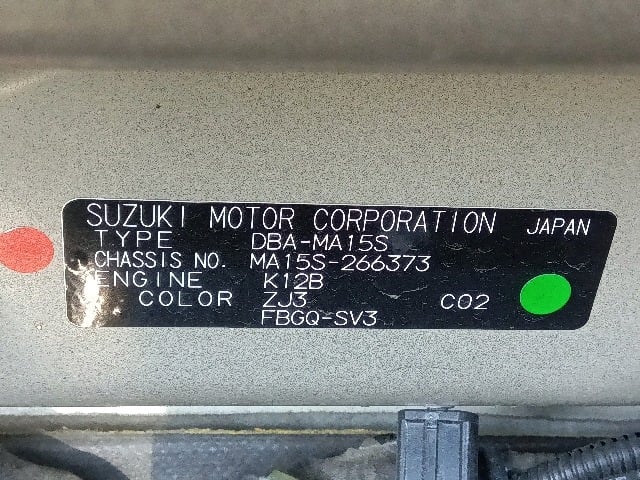 SUZUKI MOTOR CORPORATION JAPAN
TYPE DBA-MA15S
CHASSIS NO. MA15S-266373
ENGINE K12B
COLOR ZJ3 C02
FBGQ-SV3